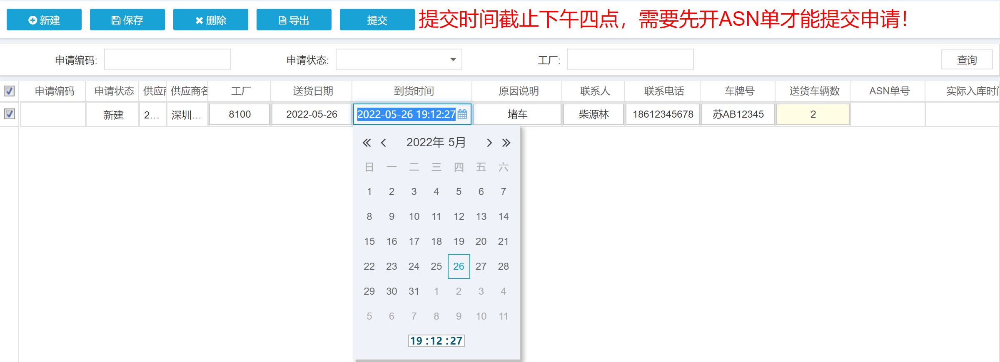 新建 保存 删除 导出 提交 提交时间截止下午四点，需要先开ASN单才能提交申请！
申请编码: 申请状态: 工厂: 查询
申请编码 申请状态 供应 供应商名 工厂 送货日期 到货时间 原因说明 联系人 联系电话 车牌号 送货车辆数 ASN单号 实际入库时
新建 2... 深圳... 8100 2022-05-26 2022-05-26 19:12:27 堵车 柴源林 18612345678 苏AB12345 2
2022年 5月
日 一 二 三 四 五 六
1 2 3 4 5 6 7
8 9 10 11 12 13 14
15 16 17 18 19 20 21
22 23 24 25 26 27 28
29 30 31 1 2 3 4
5 6 7 8 9 10 11
19 :12 :27